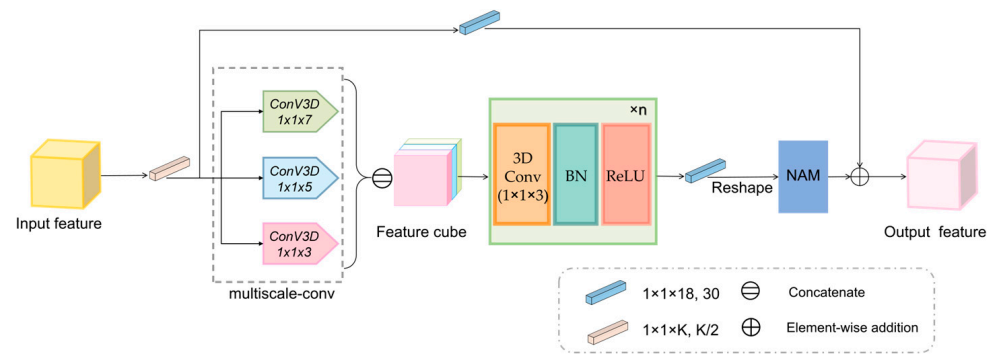 ConV3D
1x1x7
ConV3D
1x1x5
ConV3D
1x1x3
multiscale-conv
Input feature
Feature cube
×n
3D
Conv
(1×1×3)
BN
ReLU
Reshape
NAM
Output feature
1×1×18, 30
Concatenate
1×1×K, K/2
Element-wise addition